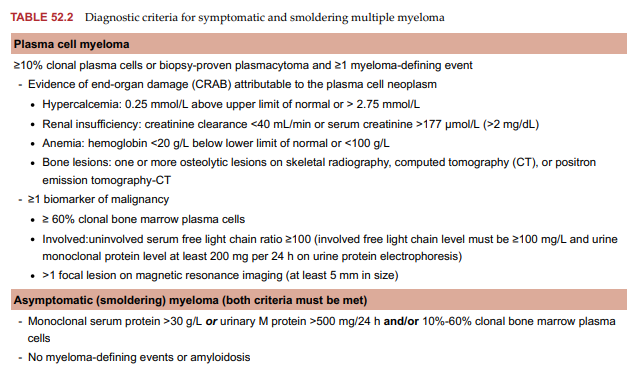 TABLE 52.2 Diagnostic criteria for symptomatic and smoldering multiple myeloma
Plasma cell myeloma
≥10% clonal plasma cells or biopsy-proven plasmacytoma and ≥1 myeloma-defining event
- Evidence of end-organ damage (CRAB) attributable to the plasma cell neoplasm
• Hypercalcemia: 0.25 mmol/L above upper limit of normal or > 2.75 mmol/L
• Renal insufficiency: creatinine clearance <40 mL/min or serum creatinine >177 μmol/L (>2 mg/dL)
• Anemia: hemoglobin <20 g/L below lower limit of normal or <100 g/L
• Bone lesions: one or more osteolytic lesions on skeletal radiography, computed tomography (CT), or positron
emission tomography-CT
- ≥1 biomarker of malignancy
• ≥ 60% clonal bone marrow plasma cells
• Involved:uninvolved serum free light chain ratio ≥100 (involved free light chain level must be ≥100 mg/L and urine
monoclonal protein level at least 200 mg per 24 h on urine protein electrophoresis)
• >1 focal lesion on magnetic resonance imaging (at least 5 mm in size)
Asymptomatic (smoldering) myeloma (both criteria must be met)
- Monoclonal serum protein >30 g/L or urinary M protein >500 mg/24 h and/or 10%-60% clonal bone marrow plasma
cells
- No myeloma-defining events or amyloidosis